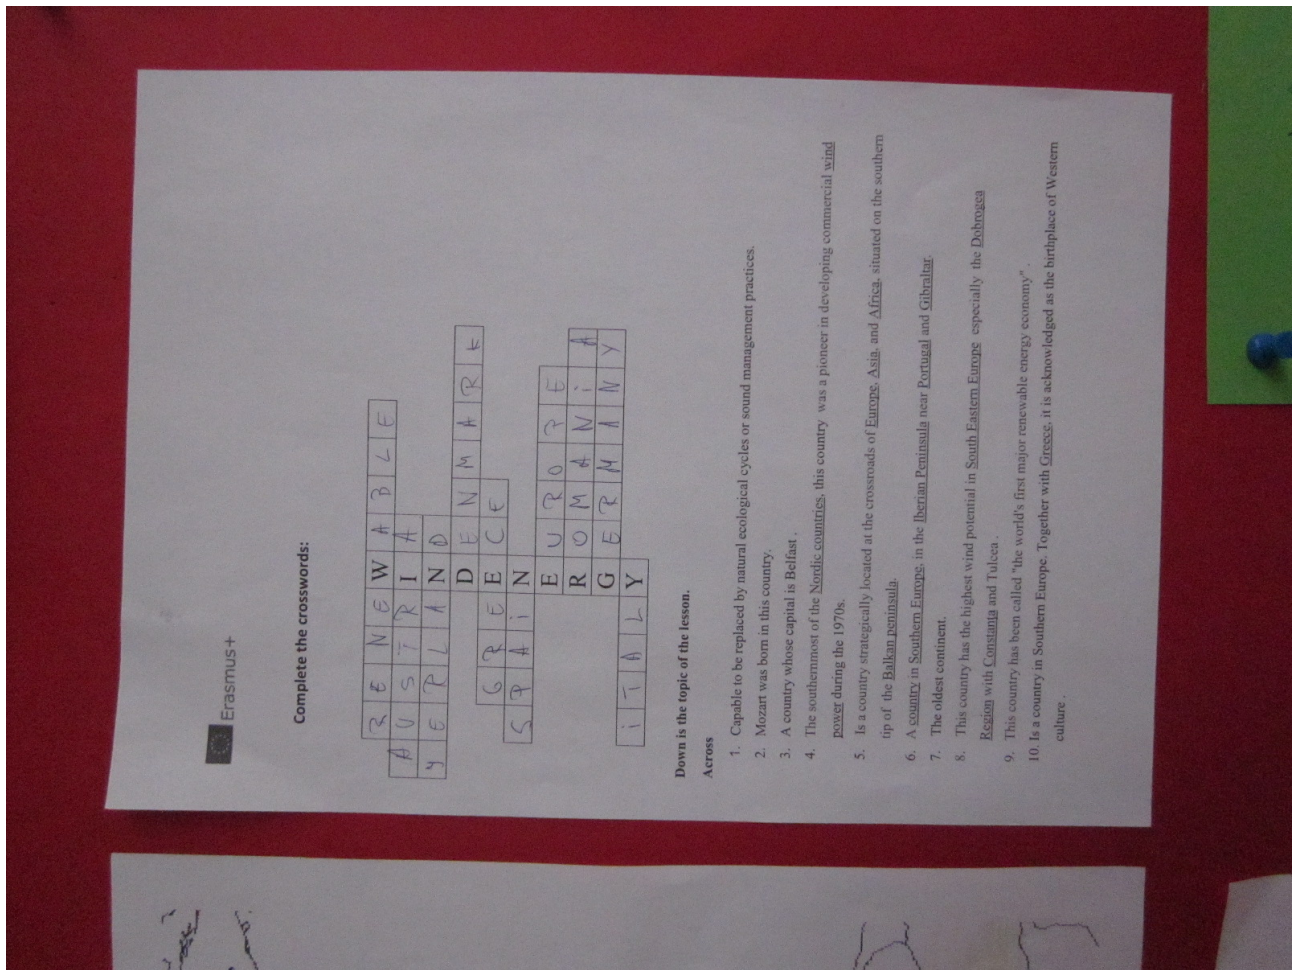 Erasmus+
Complete the crosswords:
RENEWABLE
AUSTRIA
yERLAND
DENMARK
GREECE
SPAiN
EUROPE
ROMANiA
GERMANY
iTALY
Down is the topic of the lesson.
Across
1. Capable to be replaced by natural ecological cycles or sound management practices.
2. Mozart was born in this country.
3. A country whose capital is Belfast .
4. The southernmost of the Nordic countries, this country was a pioneer in developing commercial wind
power during the 1970s.
5. Is a country strategically located at the crossroads of Europe, Asia, and Africa, situated on the southern
tip of the Balkan peninsula.
6. A country in Southern Europe, in the Iberian Peninsula near Portugal and Gibraltar.
7. The oldest continent.
8. This country has the highest wind potential in South Eastern Europe especially the Dobrogea
Region with Constanța and Tulcea .
9. This country has been called "the world's first major renewable energy economy" .
10. Is a country in Southern Europe. Together with Greece, it is acknowledged as the birthplace of Western
culture .